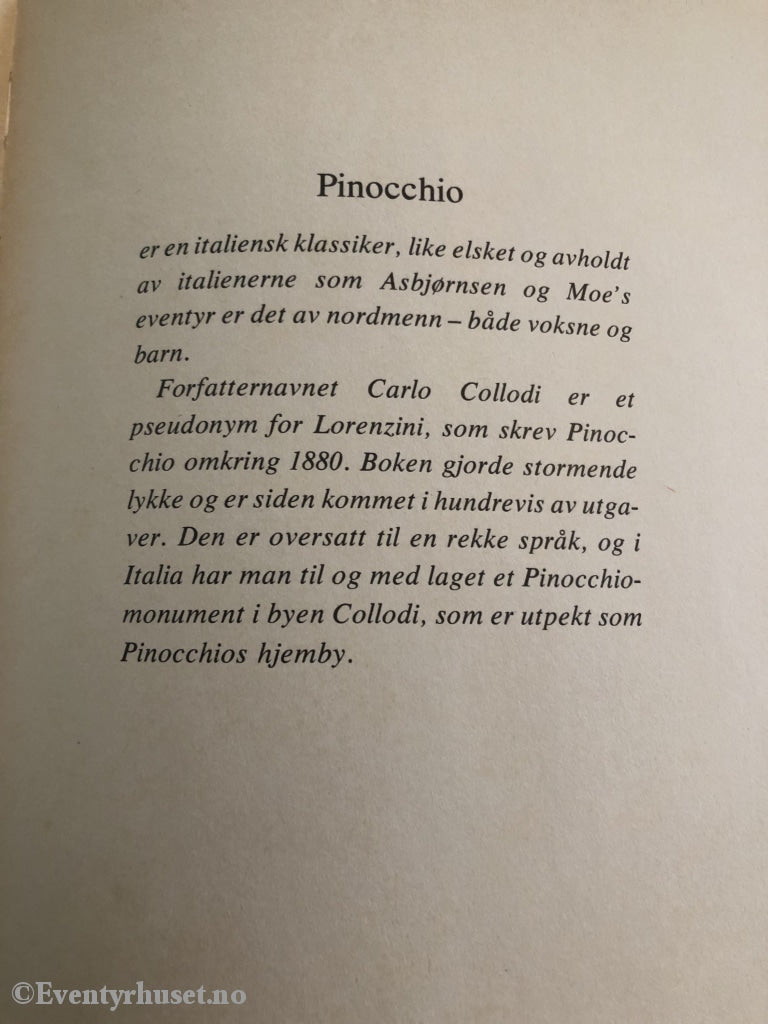 Pinocchio
er en italiensk klassiker, like elsket og avholdt
av italienerne som Asbjørnsen og Moe's
eventyr er det av nordmenn – både voksne og
barn.
Forfatternavnet Carlo Collodi er et
pseudonym for Lorenzini, som skrev Pinoc-
chio omkring 1880. Boken gjorde stormende
lykke og er siden kommet i hundrevis av utga-
ver. Den er oversatt til en rekke språk, og i
Italia har man til og med laget et Pinocchio-
monument i byen Collodi, som er utpekt som
Pinocchios hjemby.
©Eventyrhuset.no